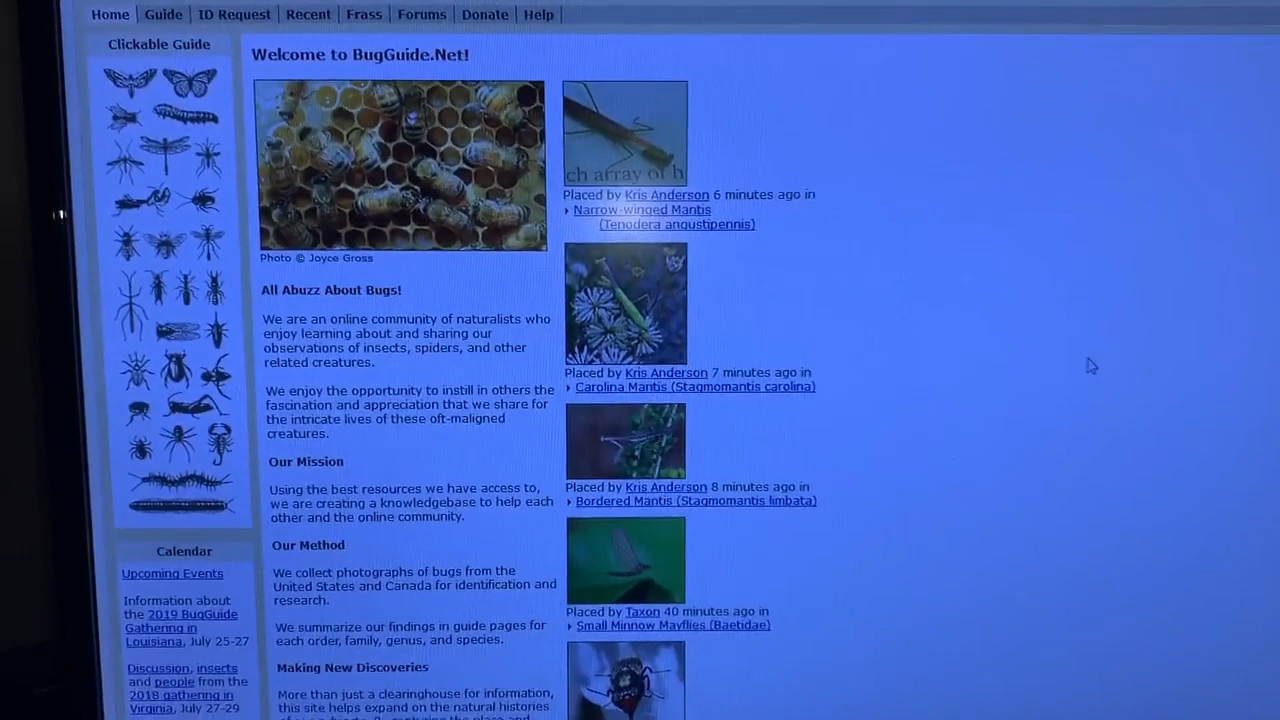 Home Guide ID Request Recent Frass Forums Donate Help
Clickable Guide
Calendar
Upcoming Events
Information about
the 2019 BugGuide
Gathering in
Louisiana, July 25-27
Discussion, insects
and people from the
2018 gathering in
Virginia, July 27-29
Welcome to BugGuide.Net!
Photo © Joyce Gross
All Abuzz About Bugs!
We are an online community of naturalists who
enjoy learning about and sharing our
observations of insects, spiders, and other
related creatures.
We enjoy the opportunity to instill in others the
fascination and appreciation that we share for
the intricate lives of these oft-maligned
creatures.
Our Mission
Using the best resources we have access to,
we are creating a knowledgebase to help each
other and the online community.
Our Method
We collect photographs of bugs from the
United States and Canada for identification and
research.
We summarize our findings in guide pages for
each order, family, genus, and species.
Making New Discoveries
More than just a clearinghouse for information,
this site helps expand on the natural histories
ch array of h
Placed by Kris Anderson 6 minutes ago in
Narrow-winged Mantis
(Tenodera angustipennis)
Placed by Kris Anderson 7 minutes ago in
Carolina Mantis (Stagmomantis carolina)
Placed by Kris Anderson 8 minutes ago in
Bordered Mantis (Stagmomantis limbata)
Placed by Taxon 40 minutes ago in
Small Minnow Mayflies (Baetidae)